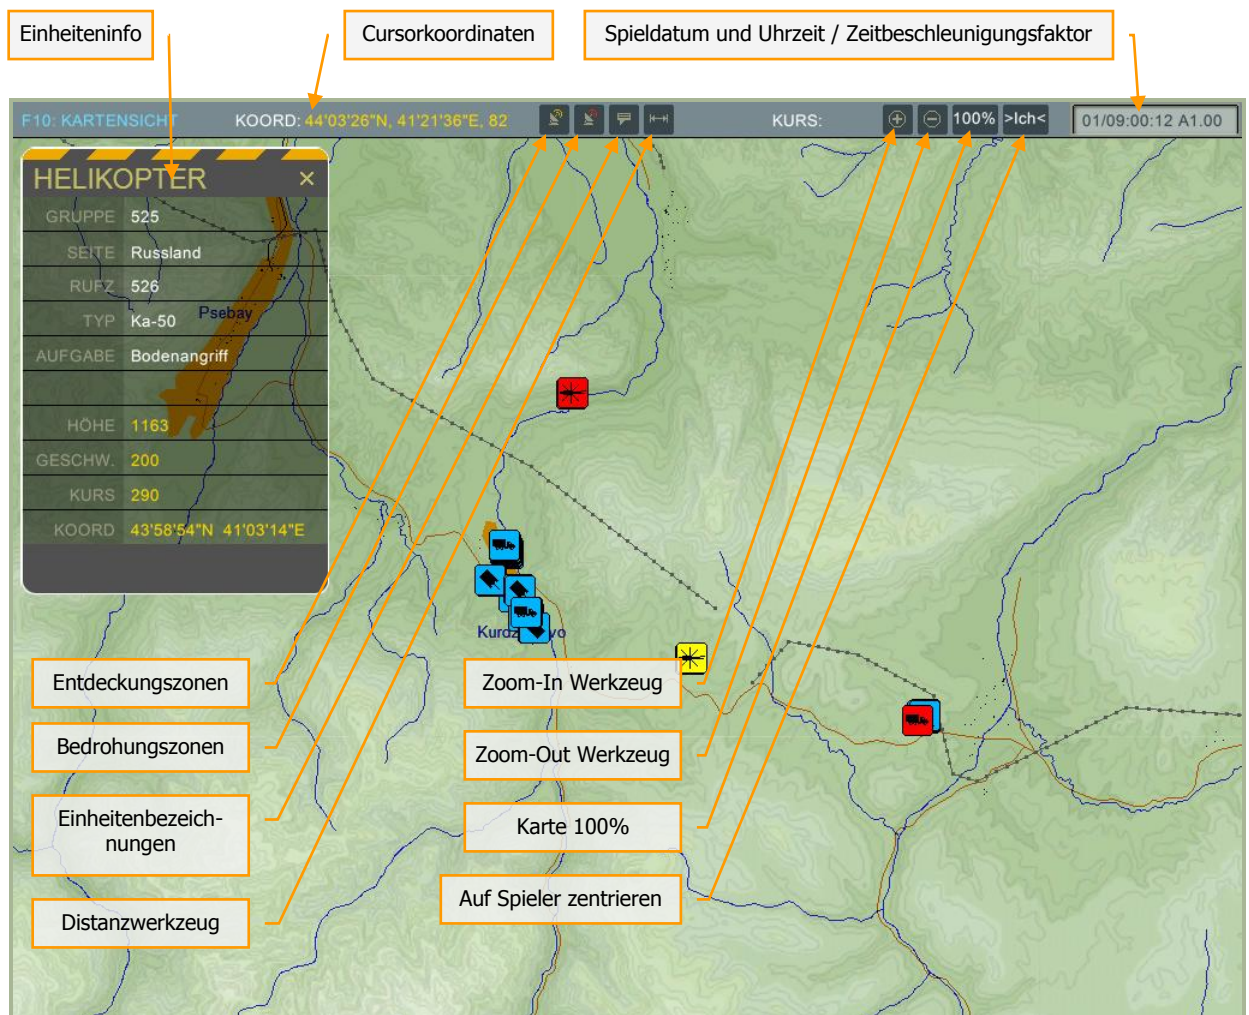 Einheiteninfo
Cursorkoordinaten
Spieldatum und Uhrzeit / Zeitbeschleunigungsfaktor
F10: KARTENSICHT
KOORD: 44'03'26"N, 41'21'36"E, 82
KURS:
100%
>Ich<
01/09:00:12 A1.00
HELIKOPTER ×
GRUPPE 525
SEITE Russland
RUFZ 526
TYP Ka-50
AUFGABE Bodenangriff
HÖHE 1163
GESCHW. 200
KURS 290
KOORD 43'58'54"N 41'03'14"E
Psebay
Entdeckungszonen
Bedrohungszonen
Einheitenbezeich-
nungen
Distanzwerkzeug
Zoom-In Werkzeug
Zoom-Out Werkzeug
Karte 100%
Auf Spieler zentrieren